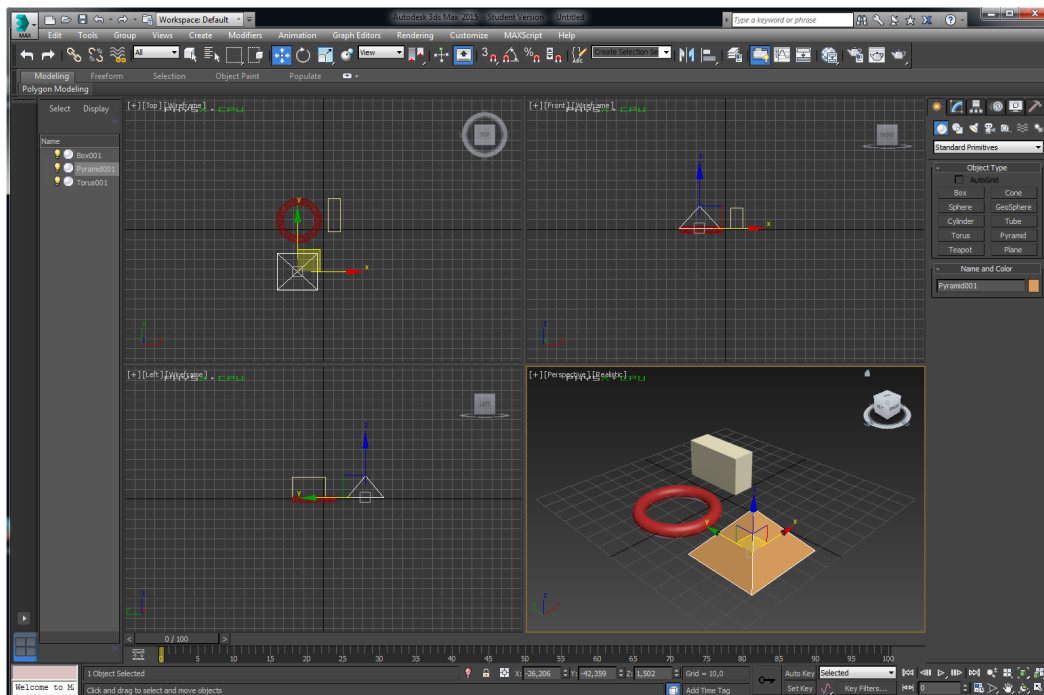 Workspace: Default
Autodesk 3ds Max 2015 - Student Version Untitled
Type a keyword or phrase
MAX
Edit Tools Group Views Create Modifiers Animation Graph Editors Rendering Customize MAXScript Help
All View Create Selection Se
Modeling Freeform Selection Object Paint Populate
Polygon Modeling
Select Display
Name
Box001
Pyramid001
Torus001
[+][Top][Wireframe]
TOP
[+][Front][Wireframe]
FRONT
[+][Left][Wireframe]
LEFT
[+][Perspective][Realistic]
Standard Primitives
- Object Type
AutoGrid
Box Cone
Sphere GeoSphere
Cylinder Tube
Torus Pyramid
Teapot Plane
- Name and Color
Pyramid001
< 0 / 100 >
0 5 10 15 20 25 30 35 40 45 50 55 60 65 70 75 80 85 90 95 100
1 Object Selected X: -26,206 Y: -42,359 Z: 1,502 Grid = 10,0 Auto Key Selected
Welcome to M Click and drag to select and move objects Add Time Tag Set Key Key Filters... 0